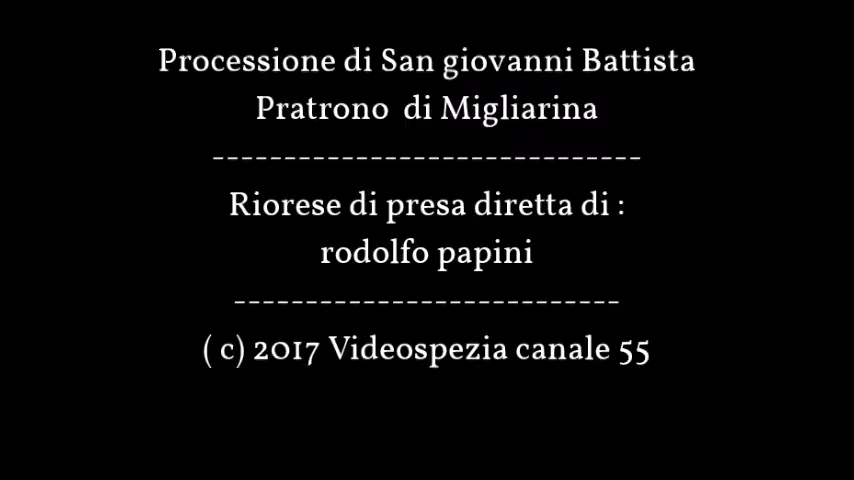 Processione di San giovanni Battista
Pratrono  di Migliarina
------------------------------
Riorese di presa diretta di :
rodolfo papini
---------------------------
( c) 2017 Videospezia canale 55